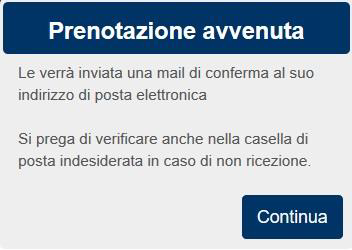 Prenotazione avvenuta
Le verrà inviata una mail di conferma al suo
indirizzo di posta elettronica
Si prega di verificare anche nella casella di
posta indesiderata in caso di non ricezione.
Continua